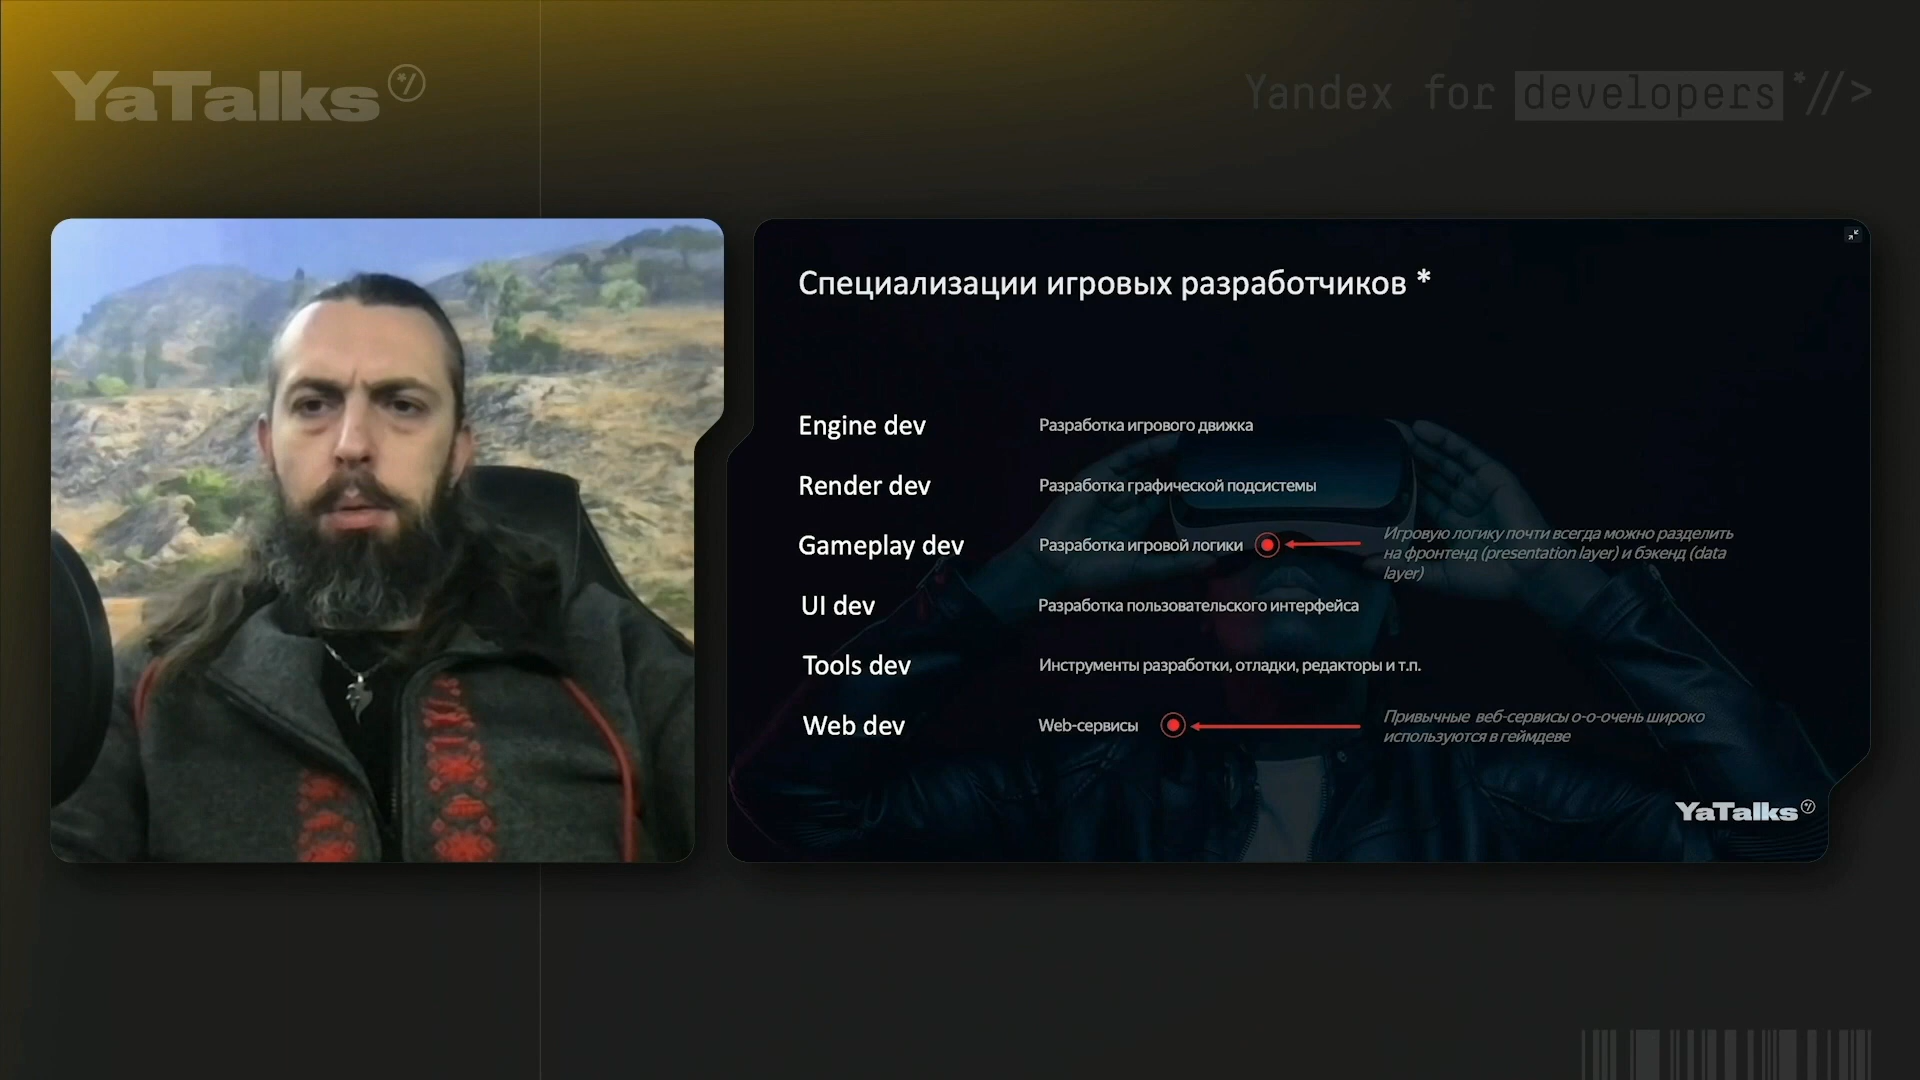 YaTalks */
Yandex for developers *//>
Специализации игровых разработчиков *
Engine dev
Разработка игрового движка
Render dev
Разработка графической подсистемы
Gameplay dev
Разработка игровой логики
Игровую логику почти всегда можно разделить
на фронтенд (presentation layer) и бэкенд (data
layer)
UI dev
Разработка пользовательского интерфейса
Tools dev
Инструменты разработки, отладки, редакторы и т.п.
Web dev
Web-сервисы
Привычные веб-сервисы о-о-очень широко
используются в геймдеве
YaTalks */